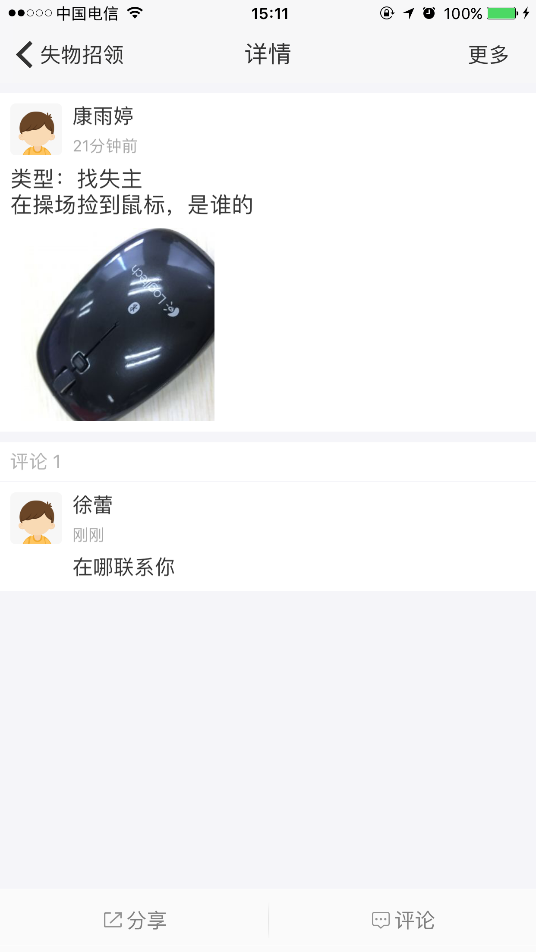 中国电信
15:11
100%
失物招领
详情
更多
康雨婷
21分钟前
类型：找失主
在操场捡到鼠标，是谁的
Logitech
评论 1
徐蕾
刚刚
在哪联系你
分享
评论